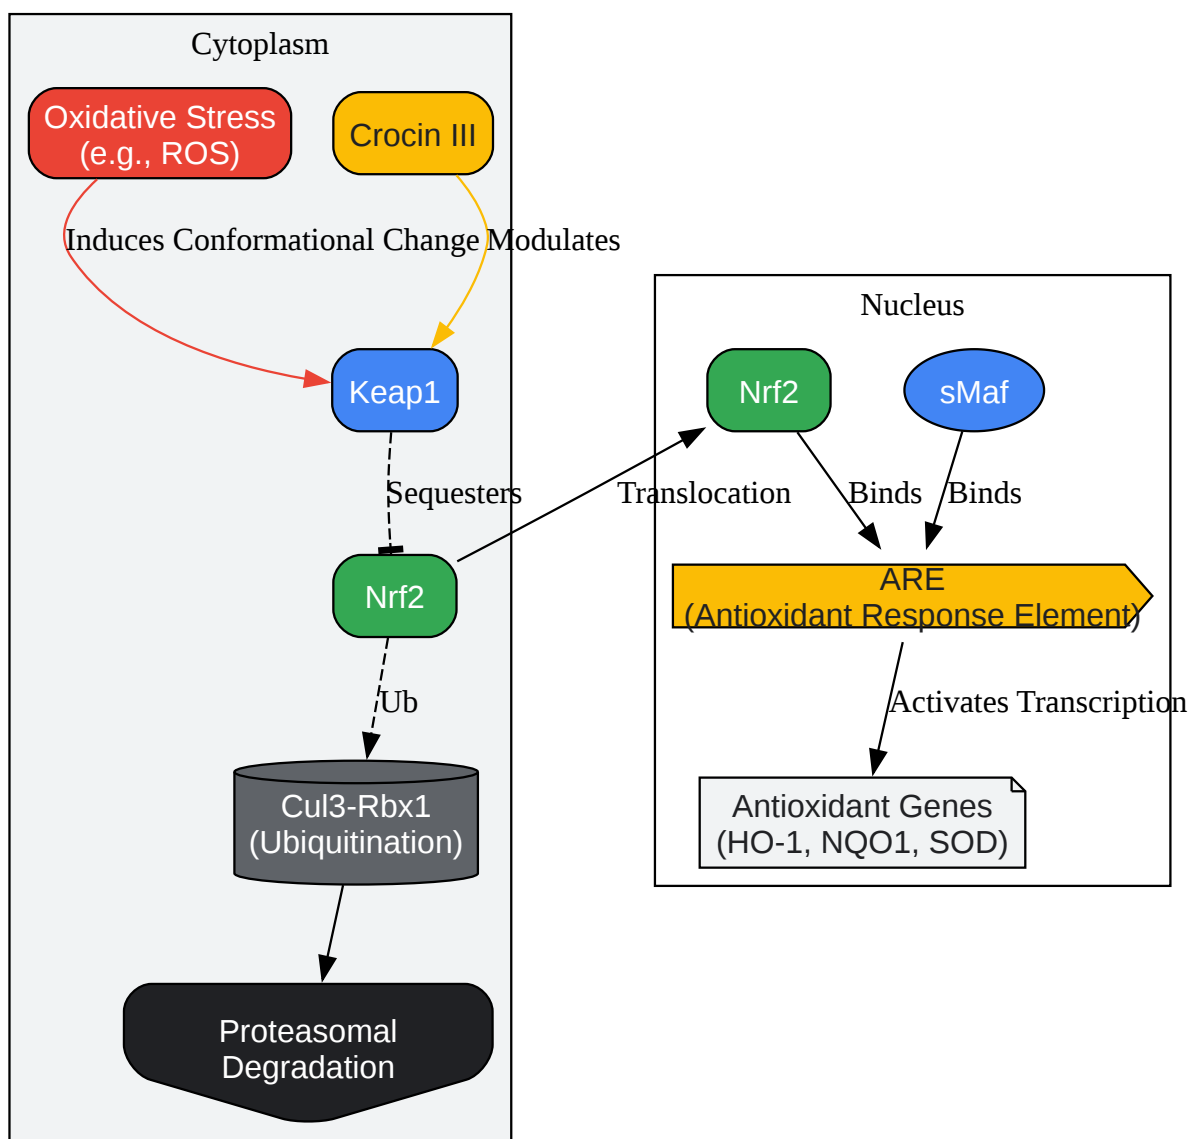 Cytoplasm
Oxidative Stress
(e.g., ROS)
Crocin III
Induces Conformational Change
Modulates
Keap1
Sequesters
Nrf2
Ub
Cul3-Rbx1
(Ubiquitination)
Proteasomal
Degradation
Translocation
Nucleus
Nrf2
sMaf
Binds
Binds
ARE
(Antioxidant Response Element)
Activates Transcription
Antioxidant Genes
(HO-1, NQO1, SOD)